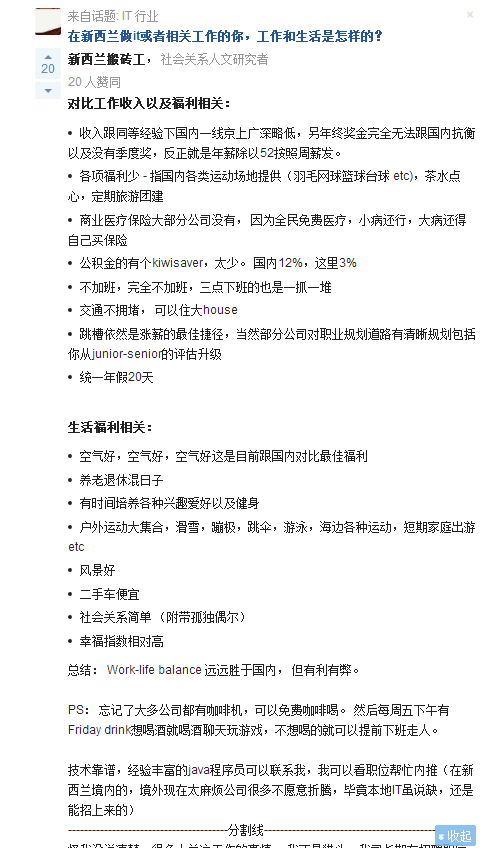 来自话题: IT 行业
在新西兰做it或者相关工作的你，工作和生活是怎样的？
20
新西兰搬砖工，社会关系人文研究者
20 人赞同
对比工作收入以及福利相关：
• 收入跟同等经验下国内一线京上广深略低，另年终奖金完全无法跟国内抗衡
以及没有季度奖，反正就是年薪除以52按照周薪发。
• 各项福利少 - 指国内各类运动场地提供（羽毛网球篮球台球 etc)，茶水点
心，定期旅游团建
• 商业医疗保险大部分公司没有， 因为全民免费医疗，小病还行，大病还得
自己买保险
• 公积金的有个kiwisaver，太少。 国内12%，这里3%
• 不加班，完全不加班，三点下班的也是一抓一堆
• 交通不拥堵， 可以住大house
• 跳槽依然是涨薪的最佳捷径，当然部分公司对职业规划道路有清晰规划包括
你从junior-senior的评估升级
• 统一年假20天
生活福利相关：
• 空气好，空气好，空气好这是目前跟国内对比最佳福利
• 养老退休混日子
• 有时间培养各种兴趣爱好以及健身
• 户外运动大集合，滑雪，蹦极，跳伞，游泳，海边各种运动，短期家庭出游
etc
• 风景好
• 二手车便宜
• 社会关系简单 （附带孤独偶尔）
• 幸福指数相对高
总结： Work-life balance 远远胜于国内， 但有利有弊。
PS： 忘记了大多公司都有咖啡机，可以免费咖啡喝。 然后每周五下午有
Friday drink想喝酒就喝酒聊天玩游戏，不想喝的就可以提前下班走人。
技术靠谱，经验丰富的java程序员可以联系我，我可以看职位帮忙内推（在新
西兰境内的，境外现在太麻烦公司很多不愿意折腾，毕竟本地IT虽说缺，还是
能招上来的）
----------------------------------------分割线----------------------------------------
收起